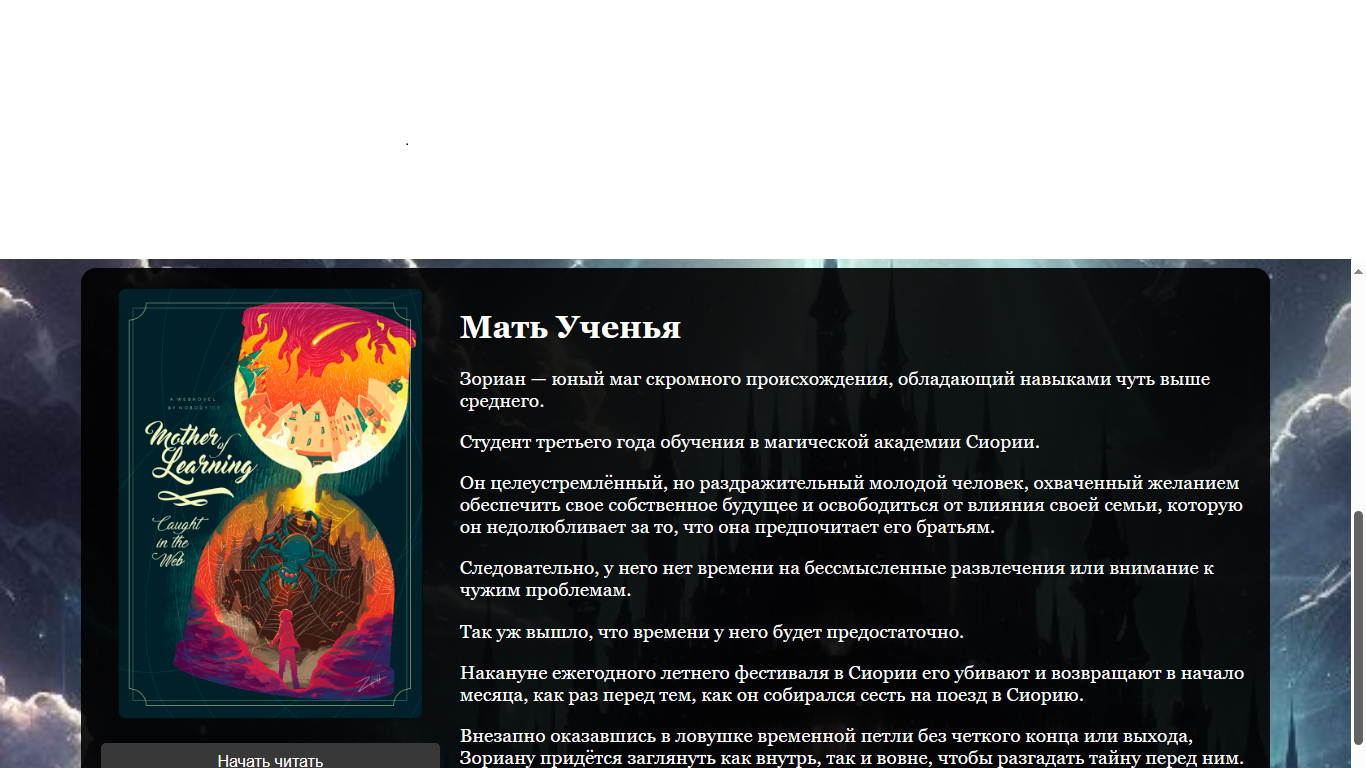 .
A WEBNOVEL
BY NOBODY103
Mother of
Learning
Caught
in the
Web
Мать Ученья
Зориан — юный маг скромного происхождения, обладающий навыками чуть выше
среднего.
Студент третьего года обучения в магической академии Сиории.
Он целеустремлённый, но раздражительный молодой человек, охваченный желанием
обеспечить свое собственное будущее и освободиться от влияния своей семьи, которую
он недолюбливает за то, что она предпочитает его братьям.
Следовательно, у него нет времени на бессмысленные развлечения или внимание к
чужим проблемам.
Так уж вышло, что времени у него будет предостаточно.
Накануне ежегодного летнего фестиваля в Сиории его убивают и возвращают в начало
месяца, как раз перед тем, как он собирался сесть на поезд в Сиорию.
Внезапно оказавшись в ловушке временной петли без четкого конца или выхода,
Зориану придётся заглянуть как внутрь, так и вовне, чтобы разгадать тайну перед ним.
Начать читать